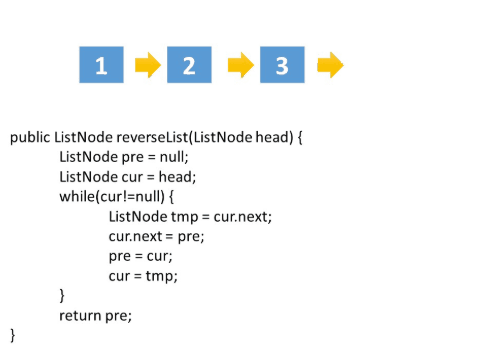 1 2 3
public ListNode reverseList(ListNode head) {
ListNode pre = null;
ListNode cur = head;
while(cur!=null) {
ListNode tmp = cur.next;
cur.next = pre;
pre = cur;
cur = tmp;
}
return pre;
}